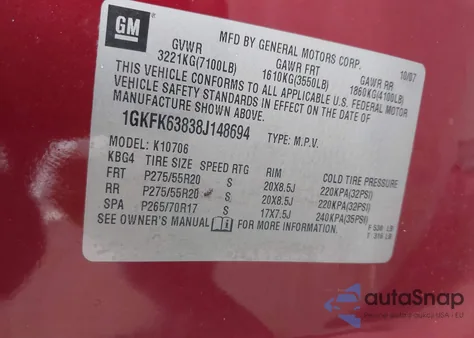 GM
MFD BY GENERAL MOTORS CORP.
10/07
GVWR GAWR FRT GAWR RR
3221KG(7100LB) 1610KG(3550LB) 1860KG(4100LB)
THIS VEHICLE CONFORMS TO ALL APPLICABLE U.S. FEDERAL MOTOR
VEHICLE SAFETY STANDARDS IN EFFECT ON THE DATE OF
MANUFACTURE SHOWN ABOVE.
1GKFK63838J148694 TYPE: M.P.V.
MODEL: K10706
KBG4 TIRE SIZE SPEED RTG RIM COLD TIRE PRESSURE
FRT P275/55R20 S 20X8.5J 220KPA(32PSI)
RR P275/55R20 S 20X8.5J 220KPA(32PSI)
SPA P265/70R17 S 17X7.5J 240KPA(35PSI)
SEE OWNER'S MANUAL FOR MORE INFORMATION.
autoSnap